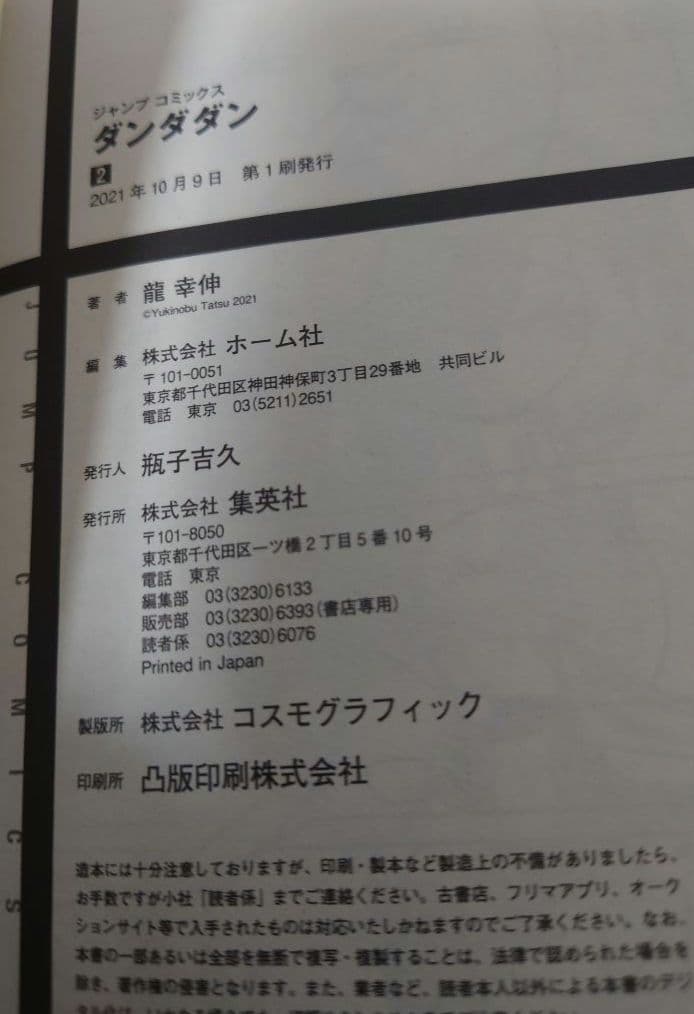 ジャンプ コミックス
ダンダダン
2
2021年10月9日 第1刷発行
著者 龍 幸伸
©Yukinobu Tatsu 2021
編集 株式会社 ホーム社
〒101-0051
東京都千代田区神田神保町3丁目29番地 共同ビル
電話 東京 03(5211)2651
発行人 瓶子吉久
発行所 株式会社 集英社
〒101-8050
東京都千代田区一ツ橋2丁目5番10号
電話 東京
編集部 03(3230)6133
販売部 03(3230)6393(書店専用)
読者係 03(3230)6076
Printed in Japan
製版所 株式会社 コスモグラフィック
印刷所 凸版印刷株式会社
造本には十分注意しておりますが、印刷・製本など製造上の不備がありましたら、
お手数ですが小社「読者係」までご連絡ください。古書店、フリマアプリ、オーク
ションサイト等で入手されたものは対応いたしかねますのでご了承ください。なお、
本書の一部あるいは全部を無断で複写・複製することは、法律で認められた場合を
除き、著作権の侵害となります。また、業者など、読者本人以外による本書のデジ
JUMP COMICS